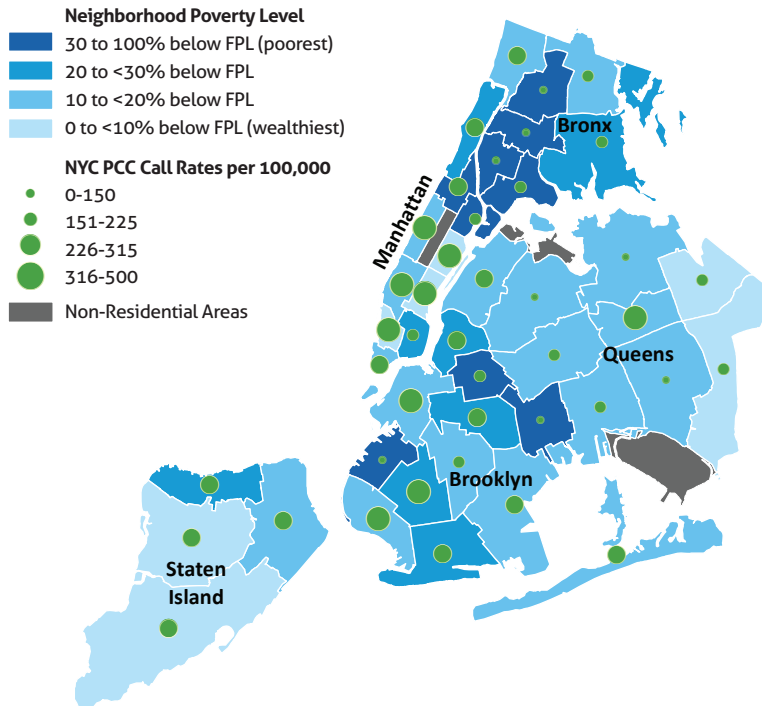 Neighborhood Poverty Level
30 to 100% below FPL (poorest)
20 to <30% below FPL
10 to <20% below FPL
0 to <10% below FPL (wealthiest)
NYC PCC Call Rates per 100,000
0-150
151-225
226-315
316-500
Non-Residential Areas
Bronx
Manhattan
Queens
Brooklyn
Staten
Island